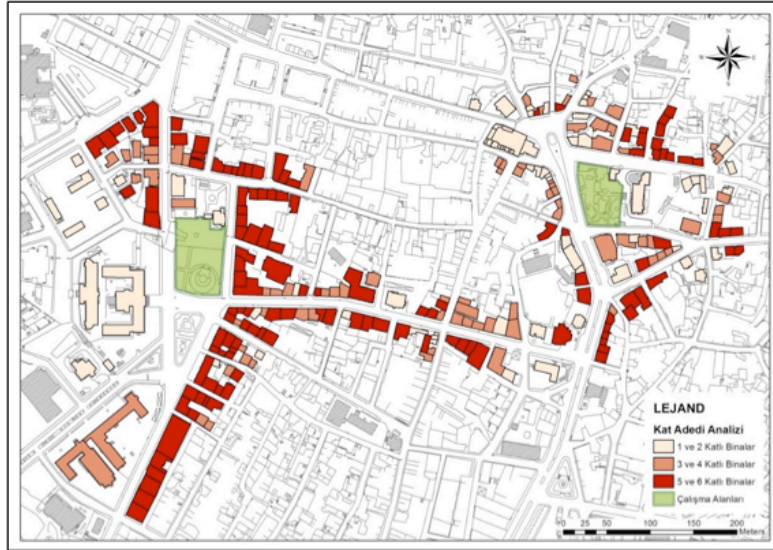 N
LEJAND
Kat Adedi Analizi
1 ve 2 Katlı Binalar
3 ve 4 Katlı Binalar
5 ve 6 Katlı Binalar
Çalışma Alanları
0 25 50 100 150 200
Meters